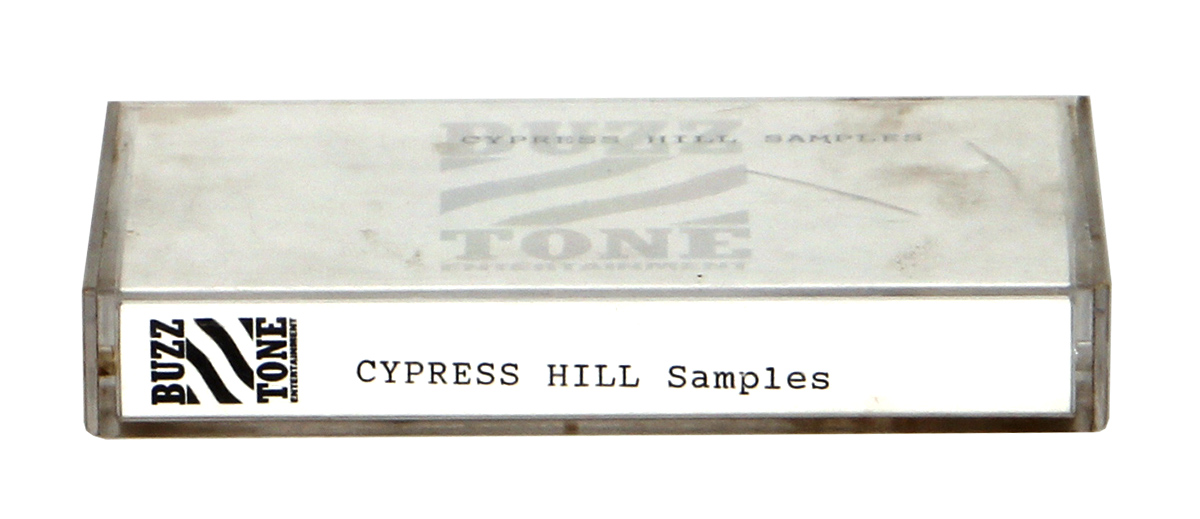 BUZZ
CYPRESS HILL SAMPLES
TONE
ENTERTAINMENT
BUZZ
TONE
ENTERTAINMENT
CYPRESS HILL Samples